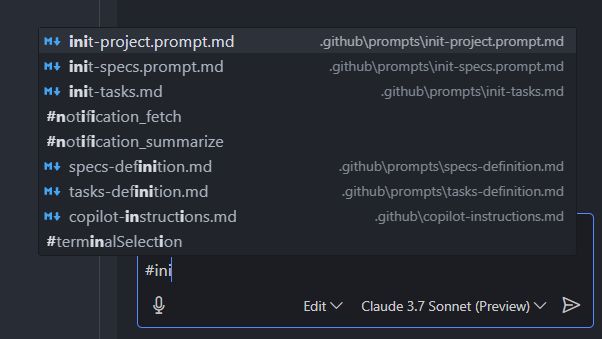 init-project.prompt.md .github\prompts\init-project.prompt.md
init-specs.prompt.md .github\prompts\init-specs.prompt.md
init-tasks.md .github\prompts\init-tasks.md
#notification_fetch
#notification_summarize
specs-definition.md .github\prompts\specs-definition.md
tasks-definition.md .github\prompts\tasks-definition.md
copilot-instructions.md .github\copilot-instructions.md
#terminalSelection
#ini
Edit Claude 3.7 Sonnet (Preview)